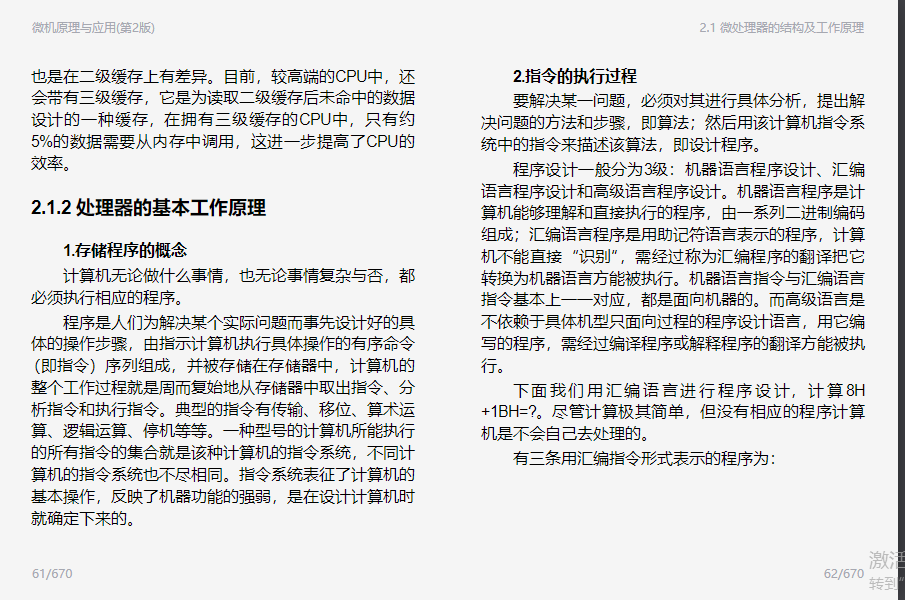 微机原理与应用(第2版)
也是在二级缓存上有差异。目前，较高端的CPU中，还
会带有三级缓存，它是为读取二级缓存后未命中的数据
设计的一种缓存，在拥有三级缓存的CPU中，只有约
5%的数据需要从内存中调用，这进一步提高了CPU的
效率。
2.1.2 处理器的基本工作原理
1.存储程序的概念
计算机无论做什么事情，也无论事情复杂与否，都
必须执行相应的程序。
程序是人们为解决某个实际问题而事先设计好的具
体的操作步骤，由指示计算机执行具体操作的有序命令
（即指令）序列组成，并被存储在存储器中，计算机的
整个工作过程就是周而复始地从存储器中取出指令、分
析指令和执行指令。典型的指令有传输、移位、算术运
算、逻辑运算、停机等等。一种型号的计算机所能执行
的所有指令的集合就是该种计算机的指令系统，不同计
算机的指令系统也不尽相同。指令系统表征了计算机的
基本操作，反映了机器功能的强弱，是在设计计算机时
就确定下来的。
61/670
2.1 微处理器的结构及工作原理
2.指令的执行过程
要解决某一问题，必须对其进行具体分析，提出解
决问题的方法和步骤，即算法；然后用该计算机指令系
统中的指令来描述该算法，即设计程序。
程序设计一般分为3级：机器语言程序设计、汇编
语言程序设计和高级语言程序设计。机器语言程序是计
算机能够理解和直接执行的程序，由一系列二进制编码
组成；汇编语言程序是用助记符语言表示的程序，计算
机不能直接“识别”，需经过称为汇编程序的翻译把它
转换为机器语言方能被执行。机器语言指令与汇编语言
指令基本上一一对应，都是面向机器的。而高级语言是
不依赖于具体机型只面向过程的程序设计语言，用它编
写的程序，需经过编译程序或解释程序的翻译方能被执
行。
下面我们用汇编语言进行程序设计，计算8H
+1BH=?。尽管计算极其简单，但没有相应的程序计算
机是不会自己去处理的。
有三条用汇编指令形式表示的程序为：
62/670
激活
转到"